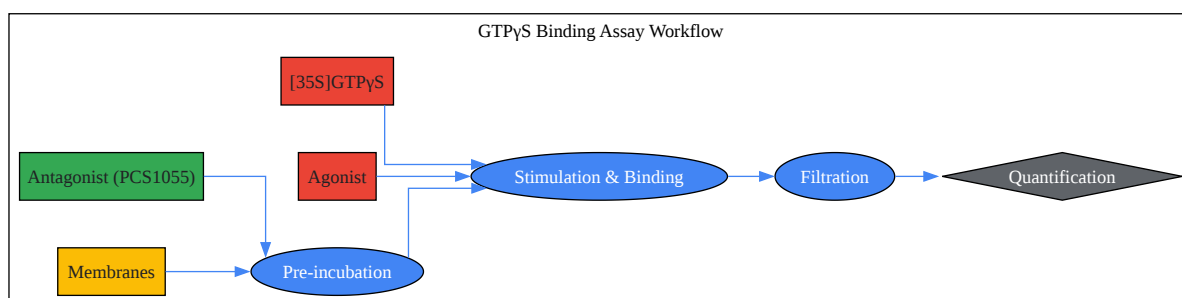 GTPγS Binding Assay Workflow
[35S]GTPγS
Antagonist (PCS1055)
Agonist
Stimulation & Binding
Filtration
Quantification
Membranes
Pre-incubation